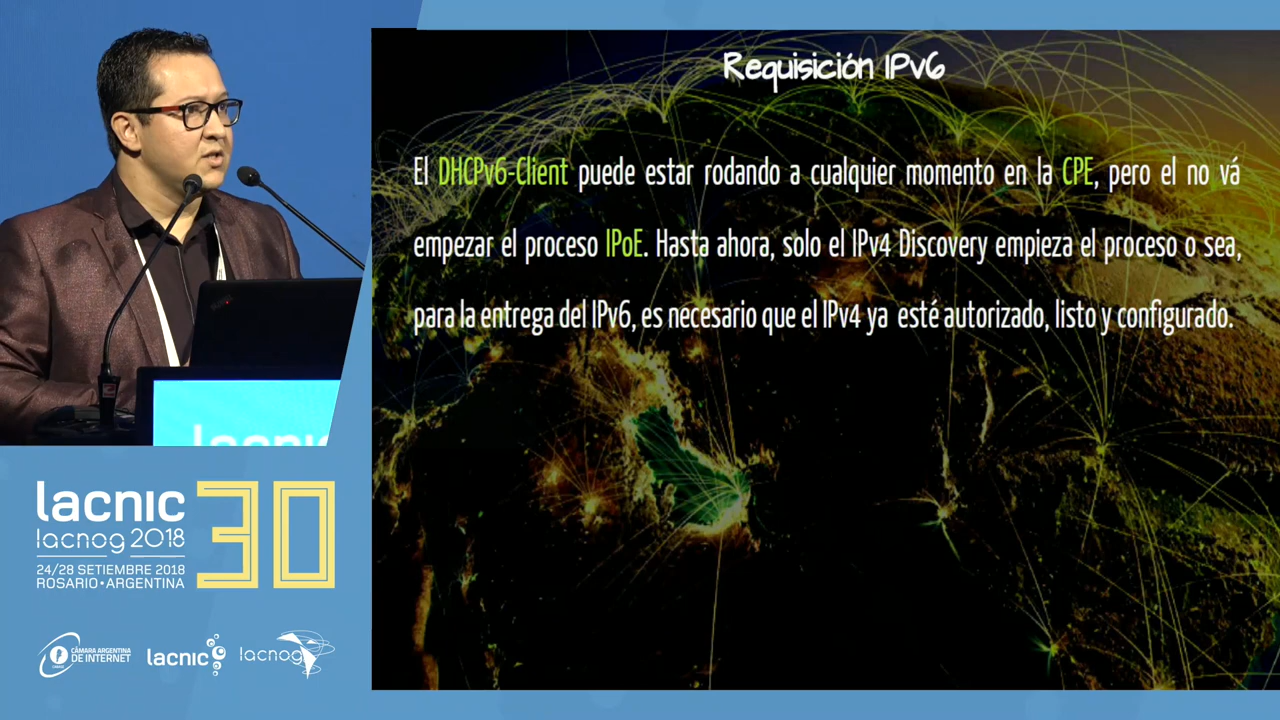 Requisición IPv6
El DHCPv6-Client puede estar rodando a cualquier momento en la CPE, pero el no vá
empezar el proceso IPoE. Hasta ahora, solo el IPv4 Discovery empieza el proceso o sea,
para la entrega del IPv6, es necesario que el IPv4 ya esté autorizado, listo y configurado.
lacnic
lacnic 30
lacnog 2018
24/28 SETIEMBRE 2018
ROSARIO•ARGENTINA
CÁMARA ARGENTINA
DE INTERNET
lacnic
lacnog